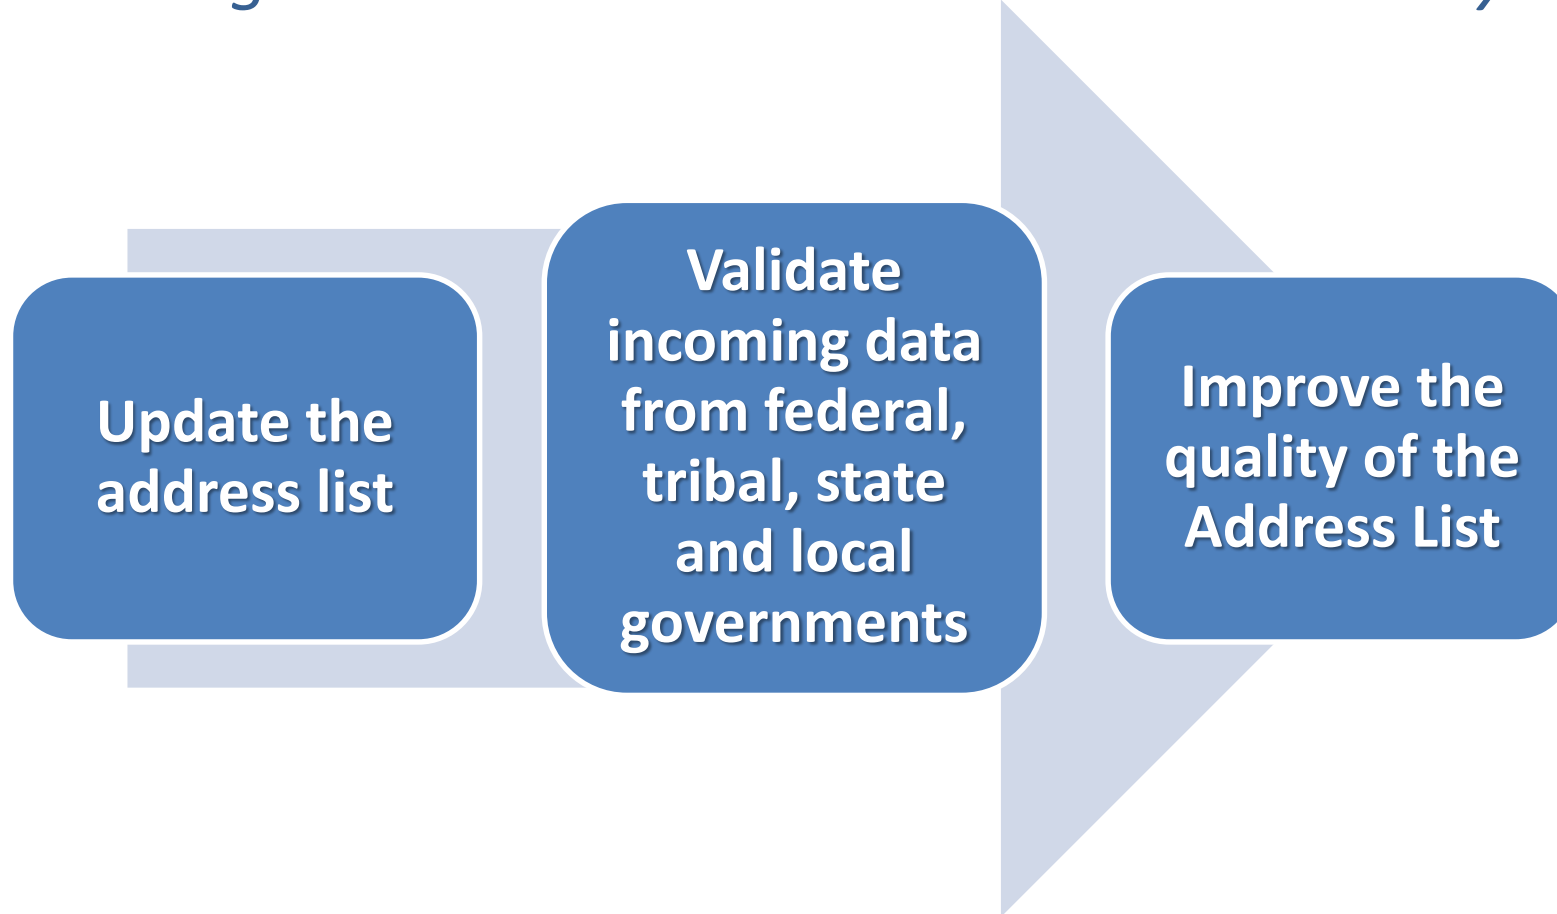 Update the
address list
Validate
incoming data
from federal,
tribal, state
and local
governments
Improve the
quality of the
Address List